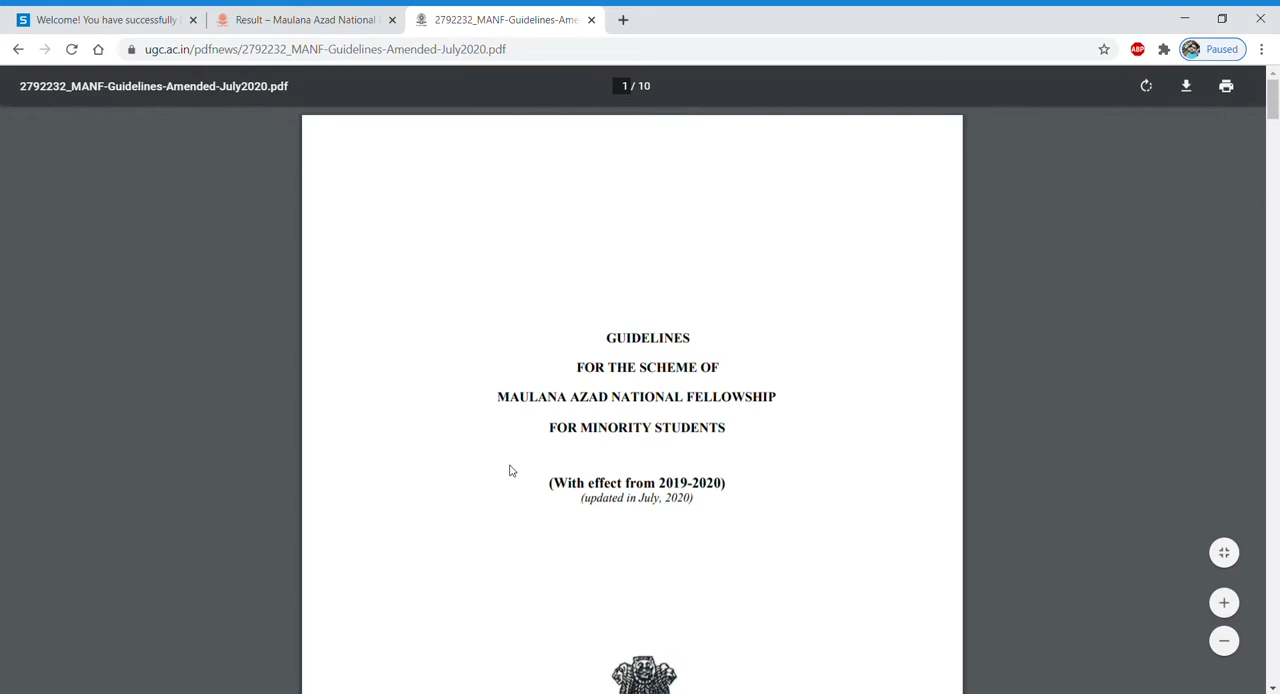 Welcome! You have successfully
Result – Maulana Azad National
2792232_MANF-Guidelines-Ame
ugc.ac.in/pdfnews/2792232_MANF-Guidelines-Amended-July2020.pdf
ABP
Paused
2792232_MANF-Guidelines-Amended-July2020.pdf
1 / 10
GUIDELINES
FOR THE SCHEME OF
MAULANA AZAD NATIONAL FELLOWSHIP
FOR MINORITY STUDENTS
(With effect from 2019-2020)
(updated in July, 2020)